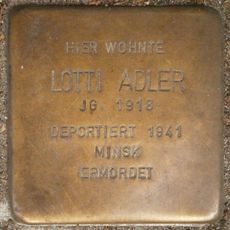 HIER WOHNTE
LOTTI ADLER
JG. 1918
DEPORTIERT 1941
MINSK
ERMORDET